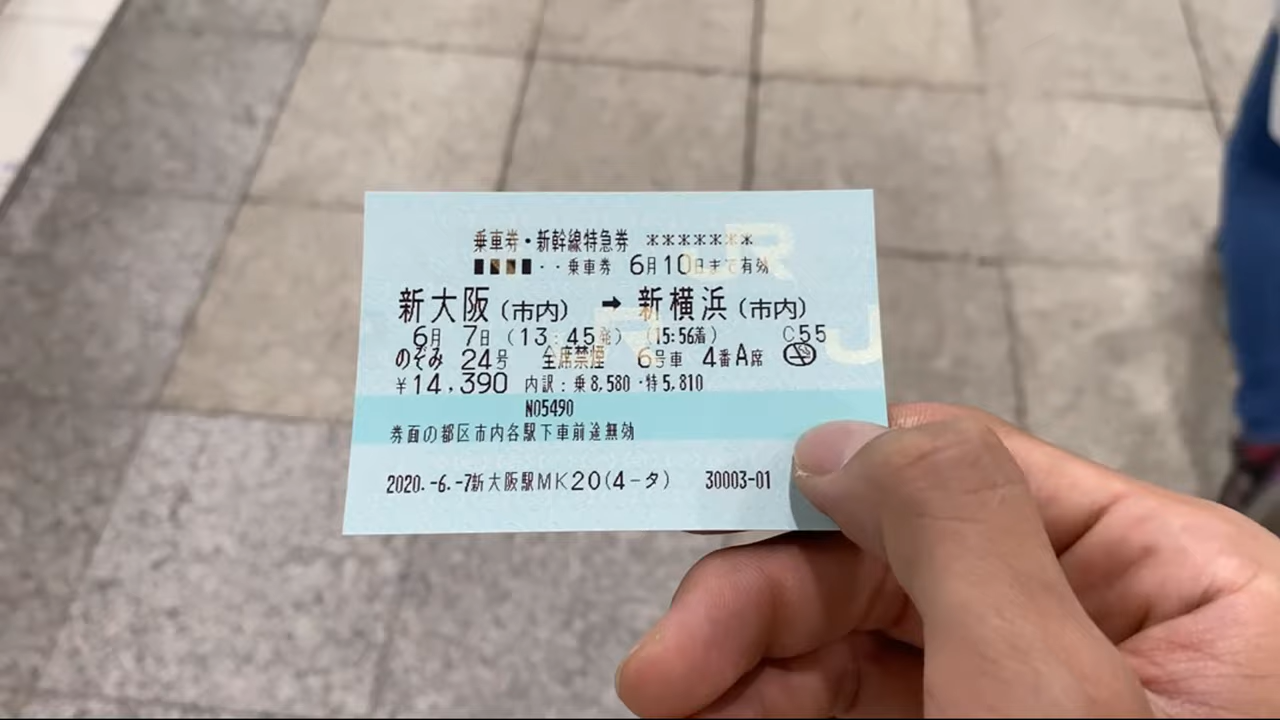 乗車券・新幹線特急券 *******
■■■■・・乗車券 6月10日まで有効
新大阪(市内) ➡ 新横浜(市内)
6月 7日(13:45発) (15:56着) C55
のぞみ 24号 全席禁煙 6号車 4番A席
¥14,390 内訳:乗8,580・特5,810
N05490
券面の都区市内各駅下車前途無効
2020.-6.-7新大阪駅MK20(4-タ) 30003-01
JR
J